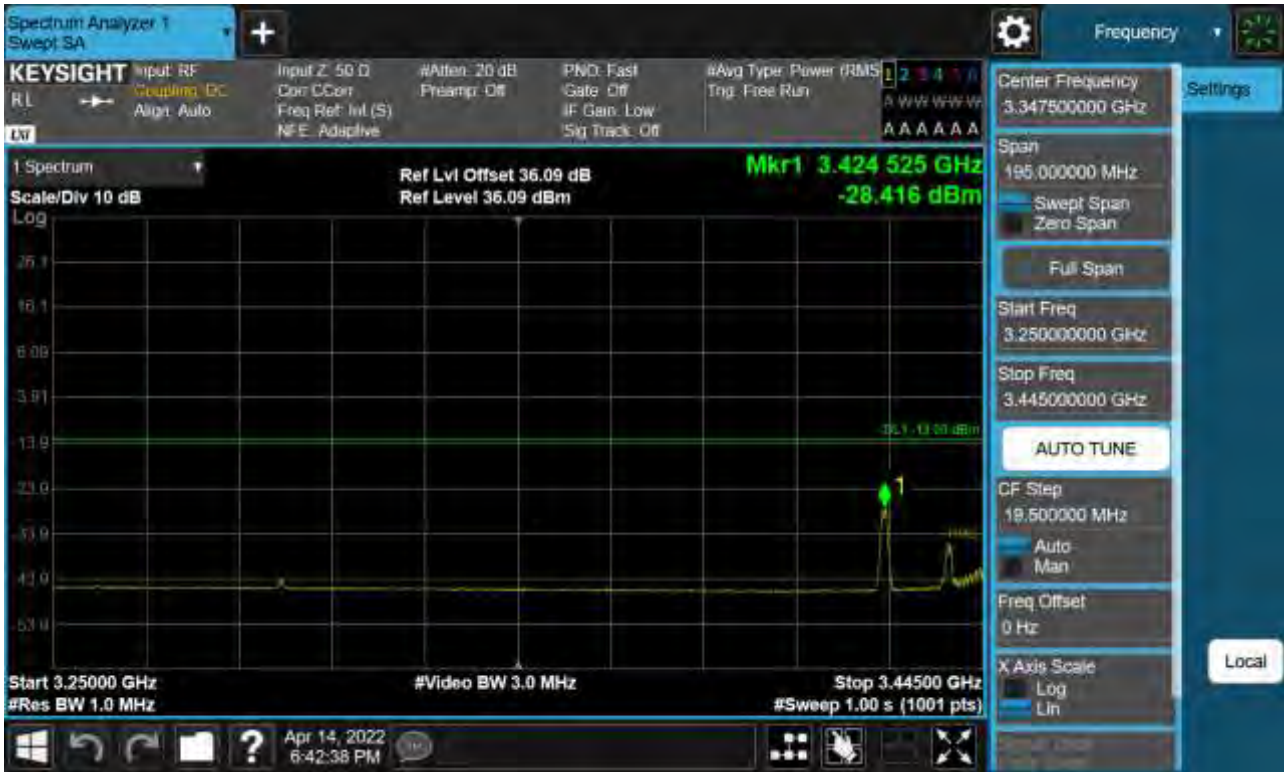 Spectrum Analyzer 1
Swept SA
Frequency
KEYSIGHT
RL
Input: RF
Coupling: DC
Align: Auto
Input Z: 50 Ω
Corr CCorr
Freq Ref: Int (S)
NFE: Adaptive
#Atten: 20 dB
Preamp: Off
PNO: Fast
Gate: Off
IF Gain: Low
Sig Track: Off
#Avg Type: Power (RMS
Trig: Free Run
1 2 3 4 5 6
A W W W W W
A A A A A A
LXI
1 Spectrum
Scale/Div 10 dB
Log
Ref Lvl Offset 36.09 dB
Ref Level 36.09 dBm
Mkr1 3.424 525 GHz
-28.416 dBm
26.1
16.1
6.09
-3.91
-13.9
DL1 -13.00 dBm
-23.9
1
-33.9
-43.9
-53.9
Start 3.25000 GHz
#Video BW 3.0 MHz
Stop 3.44500 GHz
#Res BW 1.0 MHz
#Sweep 1.00 s (1001 pts)
Center Frequency
3.347500000 GHz
Settings
Span
195.000000 MHz
Swept Span
Zero Span
Full Span
Start Freq
3.250000000 GHz
Stop Freq
3.445000000 GHz
AUTO TUNE
CF Step
19.500000 MHz
Auto
Man
Freq Offset
0 Hz
X Axis Scale
Log
Lin
Local
?
Apr 14, 2022
6:42:38 PM